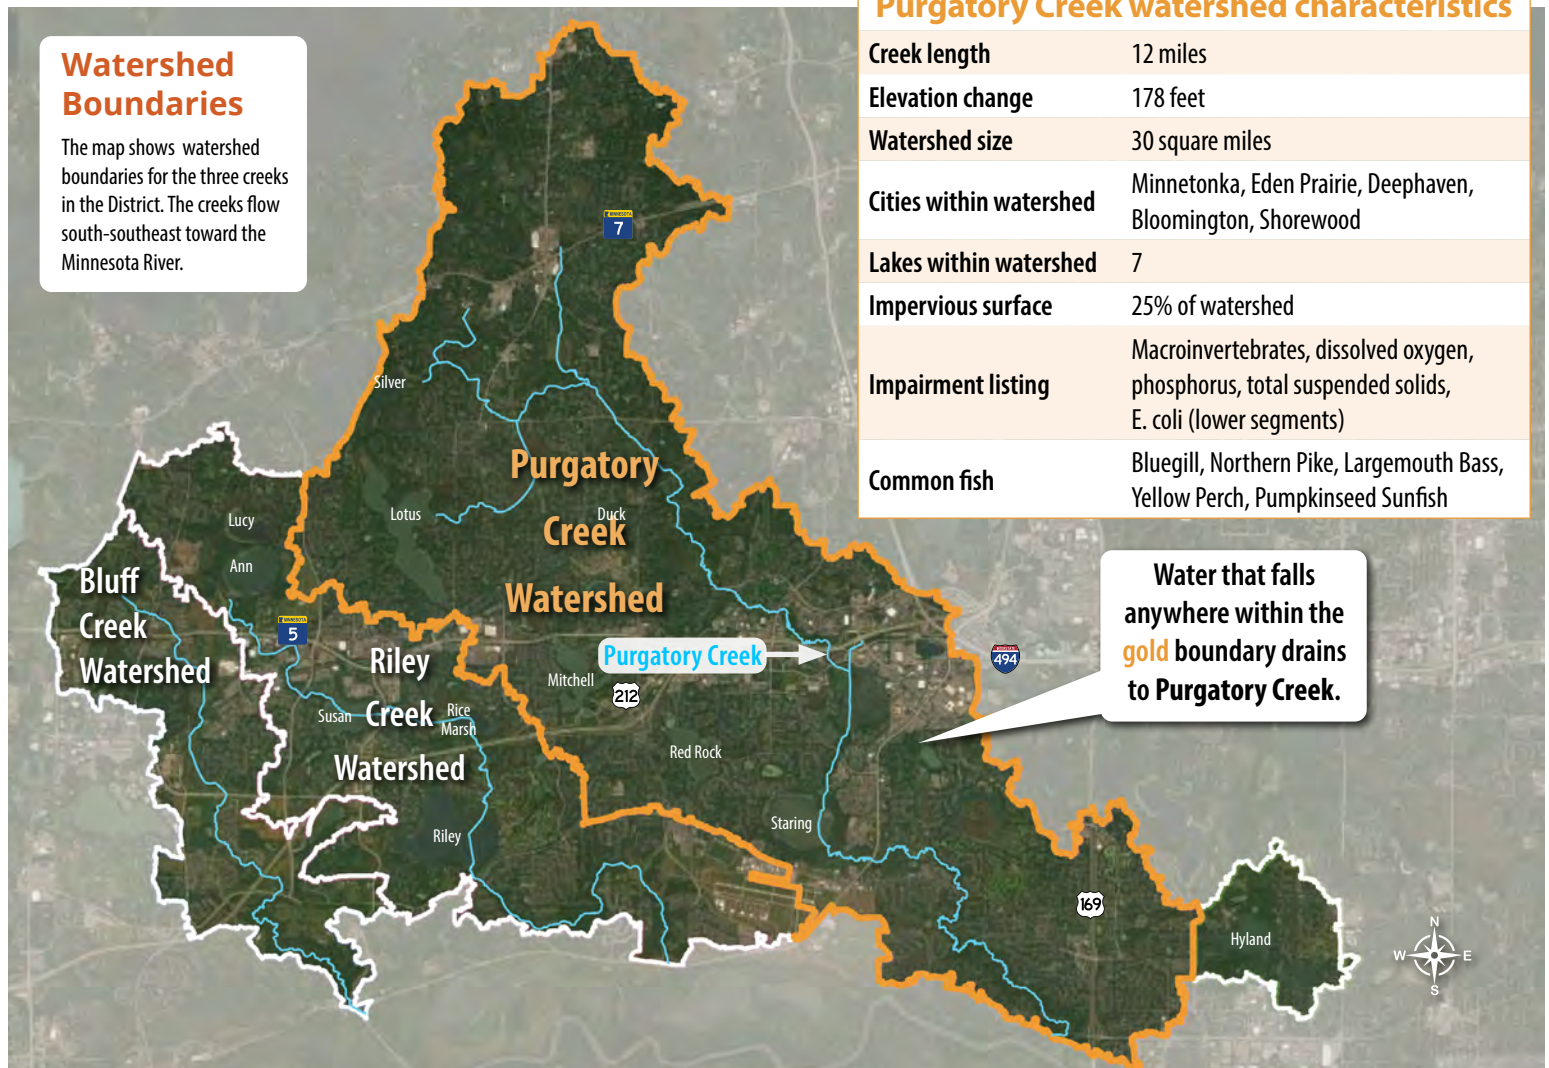 Purgatory Creek watershed characteristics
Creek length 12 miles
Elevation change 178 feet
Watershed size 30 square miles
Cities within watershed Minnetonka, Eden Prairie, Deephaven,
Bloomington, Shorewood
Lakes within watershed 7
Impervious surface 25% of watershed
Impairment listing Macroinvertebrates, dissolved oxygen,
phosphorus, total suspended solids,
E. coli (lower segments)
Common fish Bluegill, Northern Pike, Largemouth Bass,
Yellow Perch, Pumpkinseed Sunfish
Watershed
Boundaries
The map shows watershed
boundaries for the three creeks
in the District. The creeks flow
south-southeast toward the
Minnesota River.
MINNESOTA
7
Silver
Purgatory
Creek
Watershed
Lotus
Duck
Lucy
Ann
Bluff
Creek
Watershed
MINNESOTA
5
Riley
Creek
Watershed
Susan
Rice
Marsh
Riley
Purgatory Creek
Mitchell
212
Red Rock
Staring
494
Water that falls
anywhere within the
gold boundary drains
to Purgatory Creek.
169
Hyland
N
W E
S